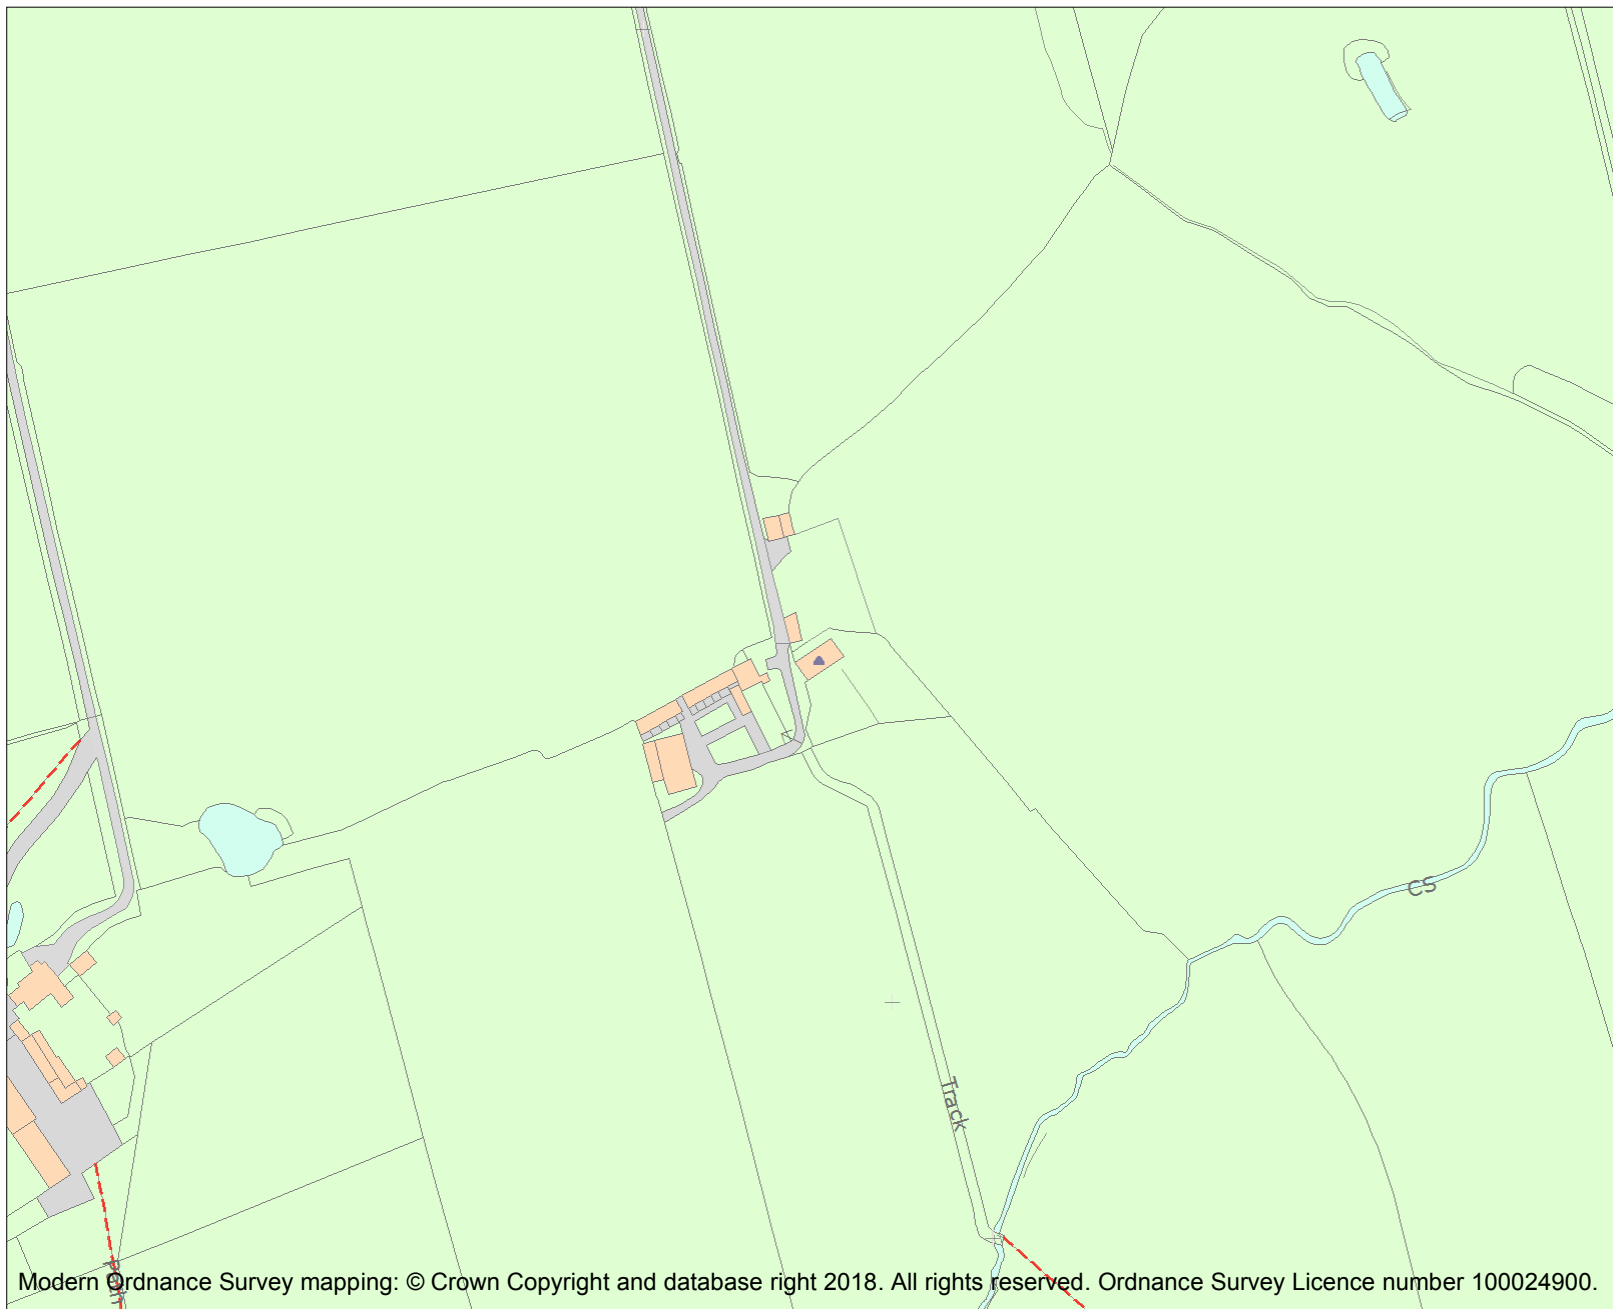 CS
Track
Path
Modern Ordnance Survey mapping: © Crown Copyright and database right 2018. All rights reserved. Ordnance Survey Licence number 100024900.